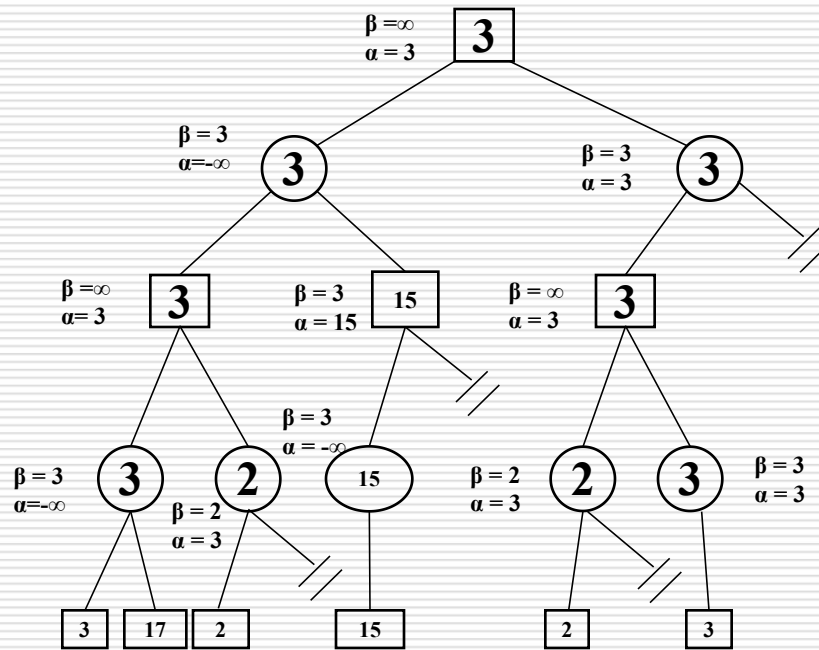 β =∞
α = 3
3
β = 3
α=-∞
3
β = 3
α = 3
3
β =∞
α= 3
3
β = 3
α = 15
15
β = ∞
α = 3
3
β = 3
α=-∞
3
β = 2
α = 3
2
β = 3
α = -∞
15
β = 2
α = 3
2
3
β = 3
α = 3
3
17
2
15
2
3